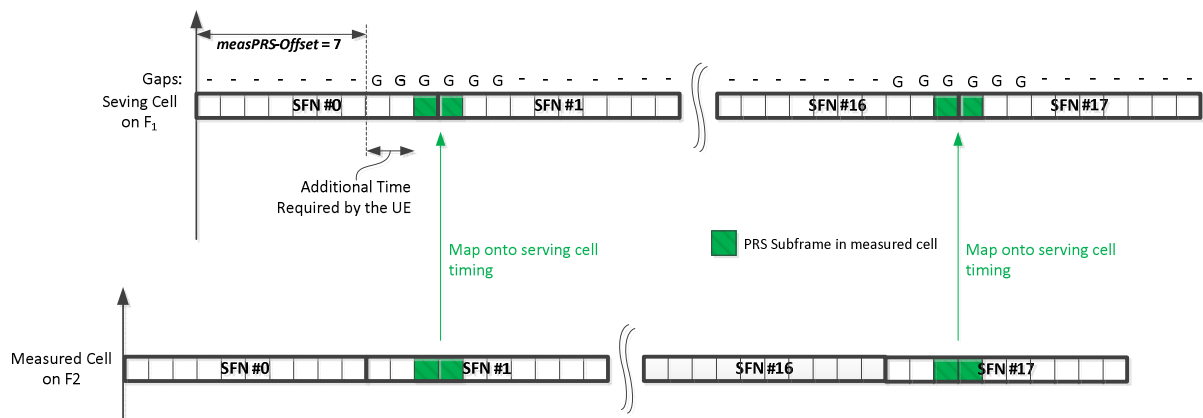 measPRS-Offset = 7
Gaps: - - - - - - - G G G G G G - - - - - - - - - - - - - - G G G G G G - - - - - - -
Seving Cell
on F1
SFN #0 SFN #1 SFN #16 SFN #17
Additional Time
Required by the UE
Map onto serving cell
timing
PRS Subframe in measured cell
Map onto serving cell
timing
Measured Cell
on F2
SFN #0 SFN #1 SFN #16 SFN #17